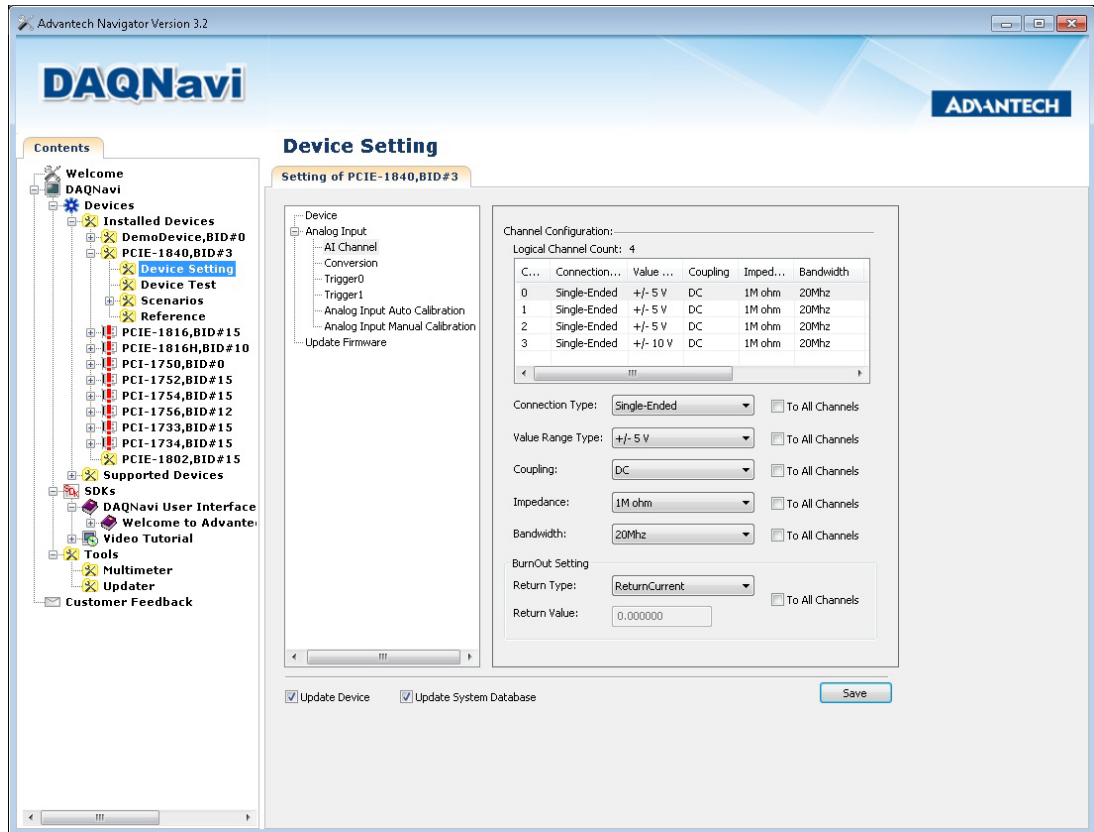 Advantech Navigator Version 3.2
DAQNavi
ADVANTECH
Contents
Welcome
DAQNavi
Devices
Installed Devices
DemoDevice,BID#0
PCIE-1840,BID#3
Device Setting
Device Test
Scenarios
Reference
PCIE-1816,BID#15
PCIE-1816H,BID#10
PCI-1750,BID#0
PCI-1752,BID#15
PCI-1754,BID#15
PCI-1756,BID#12
PCI-1733,BID#15
PCI-1734,BID#15
PCIE-1802,BID#15
Supported Devices
SDKs
DAQNavi User Interface
Welcome to Advante
Video Tutorial
Tools
Multimeter
Updater
Customer Feedback
Device Setting
Setting of PCIE-1840,BID#3
Device
Analog Input
AI Channel
Conversion
Trigger0
Trigger1
Analog Input Auto Calibration
Analog Input Manual Calibration
Update Firmware
Channel Configuration:
Logical Channel Count: 4
C... Connection... Value ... Coupling Imped... Bandwidth
0 Single-Ended +/- 5 V DC 1M ohm 20Mhz
1 Single-Ended +/- 5 V DC 1M ohm 20Mhz
2 Single-Ended +/- 5 V DC 1M ohm 20Mhz
3 Single-Ended +/- 10 V DC 1M ohm 20Mhz
Connection Type: Single-Ended To All Channels
Value Range Type: +/- 5 V To All Channels
Coupling: DC To All Channels
Impedance: 1M ohm To All Channels
Bandwidth: 20Mhz To All Channels
BurnOut Setting
Return Type: ReturnCurrent To All Channels
Return Value: 0.000000
Update Device Update System Database Save